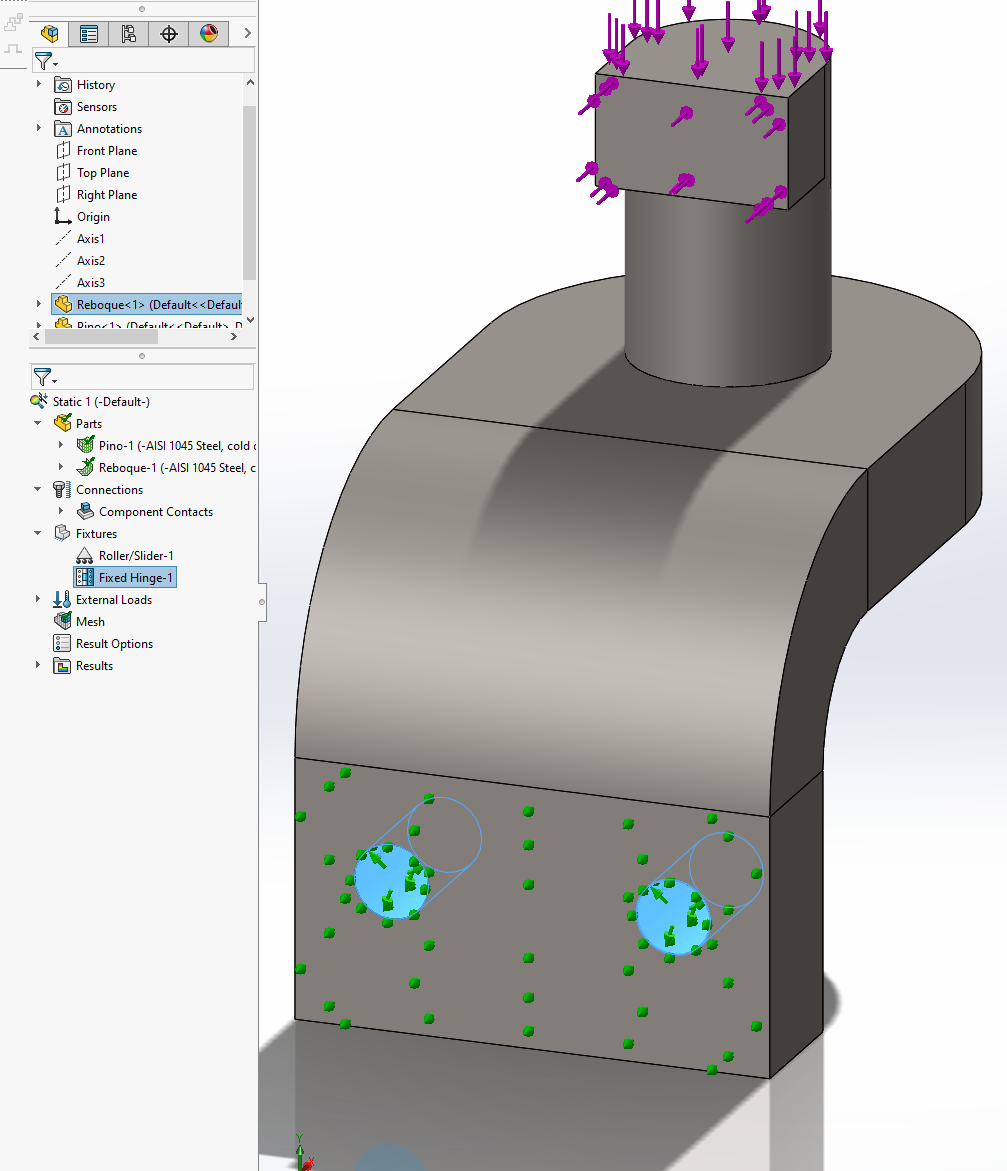 History
Sensors
A Annotations
Front Plane
Top Plane
Right Plane
Origin
Axis1
Axis2
Axis3
Reboque<1> (Default<<Defaul
Pino<1> (Default<<Default>_D
Static 1 (-Default-)
Parts
Pino-1 (-AISI 1045 Steel, cold
Reboque-1 (-AISI 1045 Steel, c
Connections
Component Contacts
Fixtures
Roller/Slider-1
Fixed Hinge-1
External Loads
Mesh
Result Options
Results
Y
X